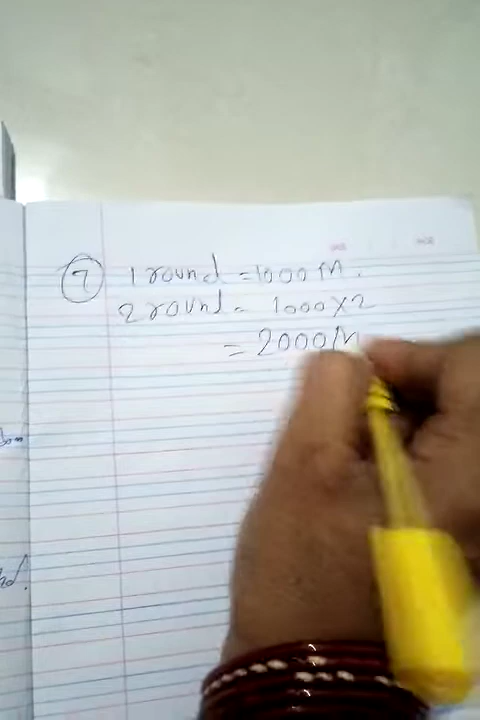 7 1 round = 1000 M.
2 round = 1000 x 2
= 2000 M